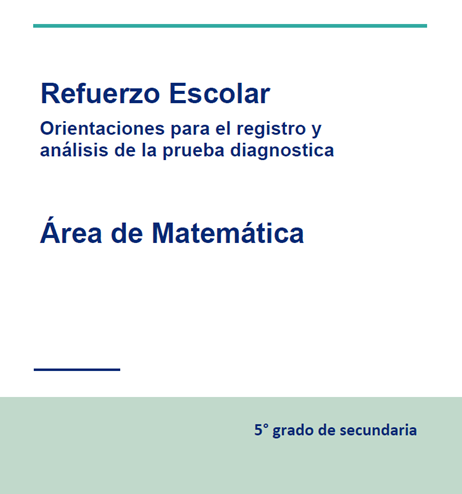 Refuerzo Escolar
Orientaciones para el registro y
análisis de la prueba diagnostica
Área de Matemática
5° grado de secundaria